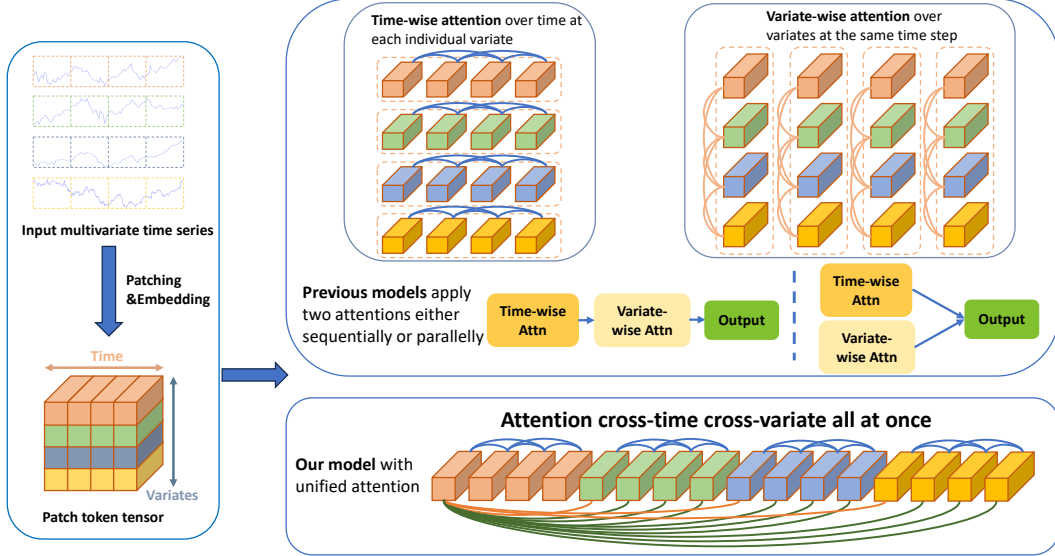 Input multivariate time series
Patching
&Embedding
Time
Variates
Patch token tensor
Time-wise attention over time at
each individual variate
Variate-wise attention over
variates at the same time step
Previous models apply
two attentions either
sequentially or parallelly
Time-wise
Attn
Variate-
wise Attn
Output
Time-wise
Attn
Variate-
wise Attn
Output
Attention cross-time cross-variate all at once
Our model with
unified attention